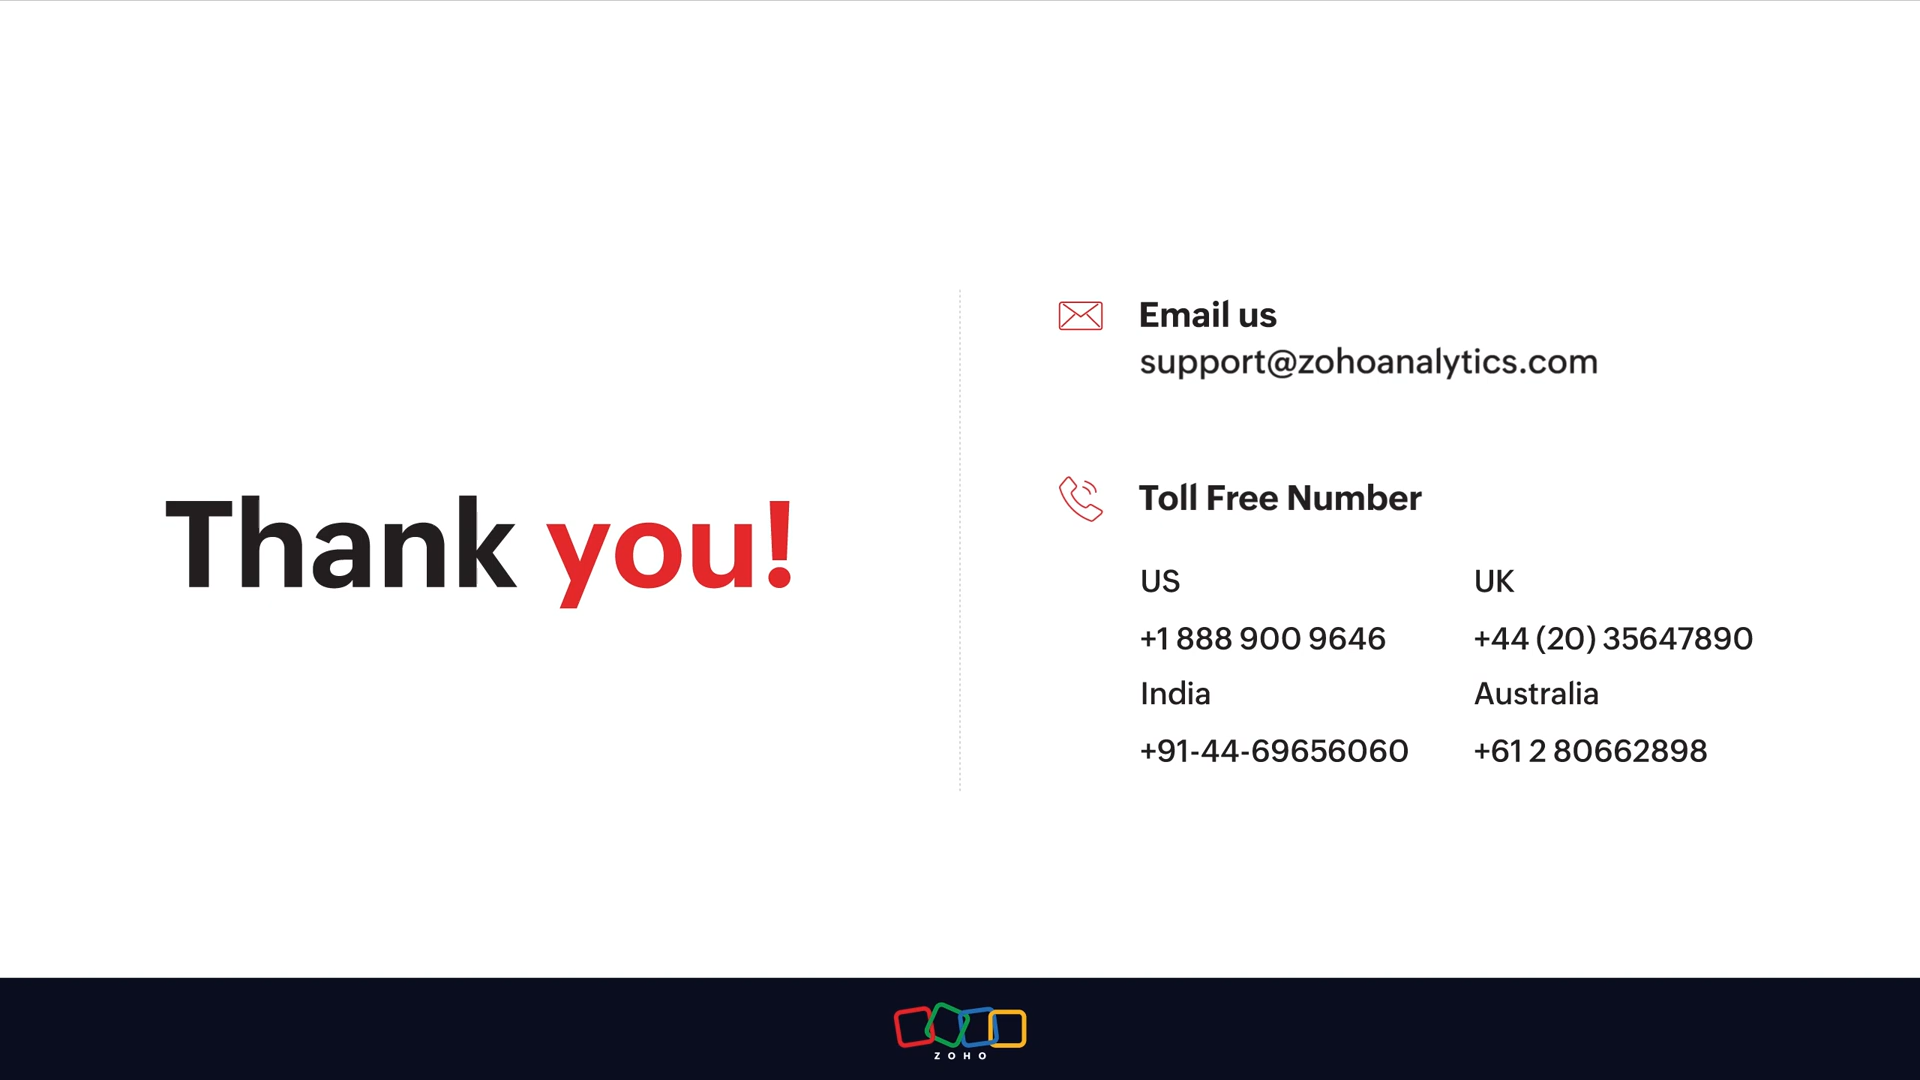 Thank you!
Email us
support@zohoanalytics.com
Toll Free Number
US
+1 888 900 9646
UK
+44 (20) 35647890
India
+91-44-69656060
Australia
+61 2 80662898
ZOHO